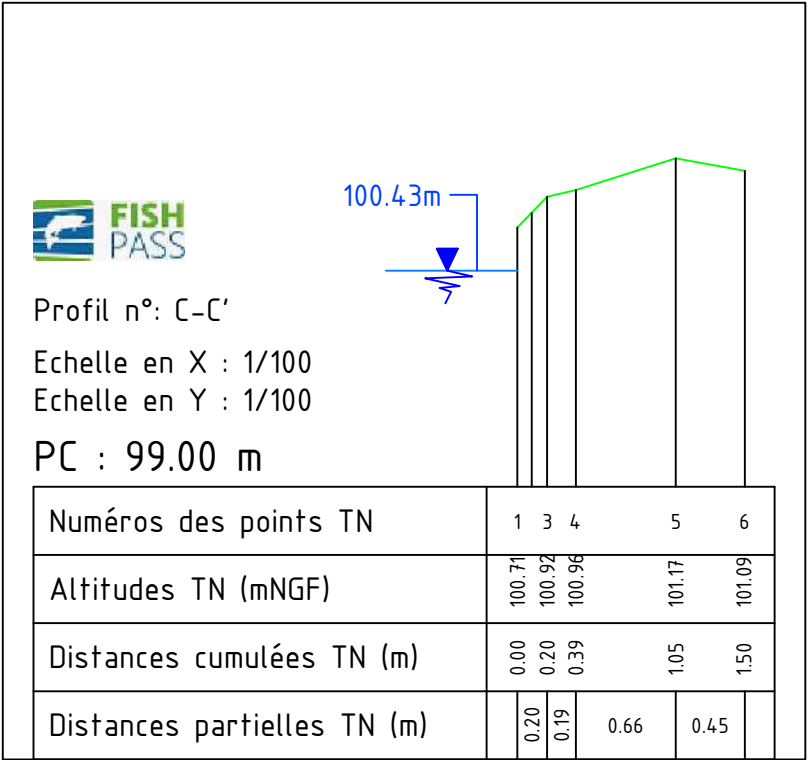 100.43m
FISH
PASS
Profil n°: C-C'
Echelle en X : 1/100
Echelle en Y : 1/100
PC : 99.00 m
Numéros des points TN 1 3 4 5 6
Altitudes TN (mNGF) 100.71 100.92 100.96 101.17 101.09
Distances cumulées TN (m) 0.00 0.20 0.39 1.05 1.50
Distances partielles TN (m) 0.20 0.19 0.66 0.45